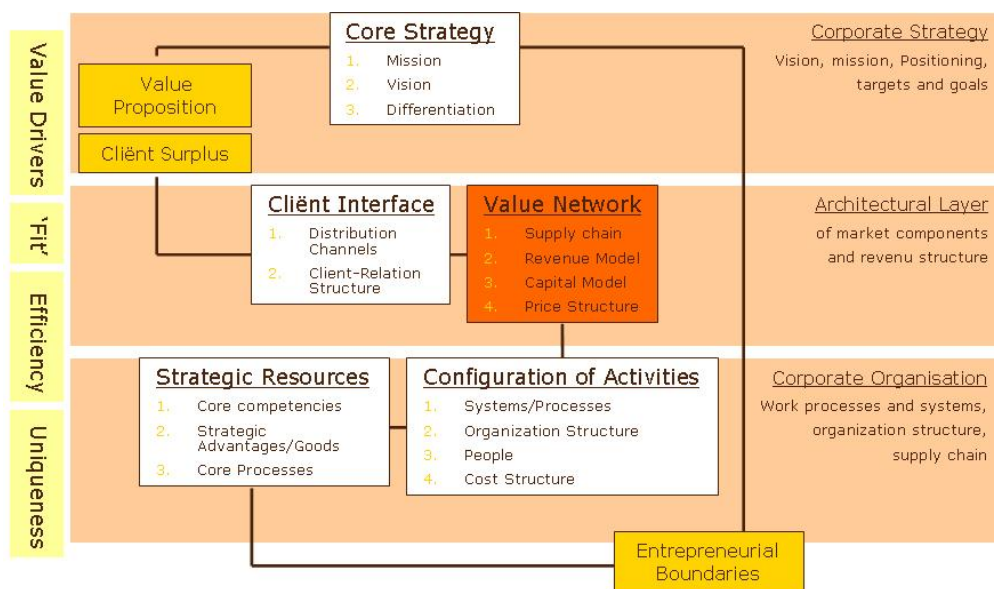 Value Drivers
'Fit'
Efficiency
Uniqueness
Core Strategy
1. Mission
2. Vision
3. Differentiation
Value
Proposition
Cliënt Surplus
Corporate Strategy
Vision, mission, Positioning,
targets and goals
Cliënt Interface
1. Distribution
Channels
2. Client-Relation
Structure
Value Network
1. Supply chain
2. Revenue Model
3. Capital Model
4. Price Structure
Architectural Layer
of market components
and revenu structure
Strategic Resources
1. Core competencies
2. Strategic
Advantages/Goods
3. Core Processes
Configuration of Activities
1. Systems/Processes
2. Organization Structure
3. People
4. Cost Structure
Corporate Organisation
Work processes and systems,
organization structure,
supply chain
Entrepreneurial
Boundaries